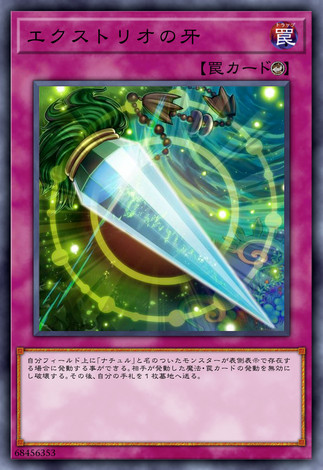 エクストリオの牙
トラップ
罠
【罠カード】
自分フィールド上に「ナチュル」と名のついたモンスターが表側表示で存在す
る場合に発動する事ができる。相手が発動した魔法・罠カードの発動を無効に
し破壊する。その後、自分の手札を1枚墓地へ送る。
68456353